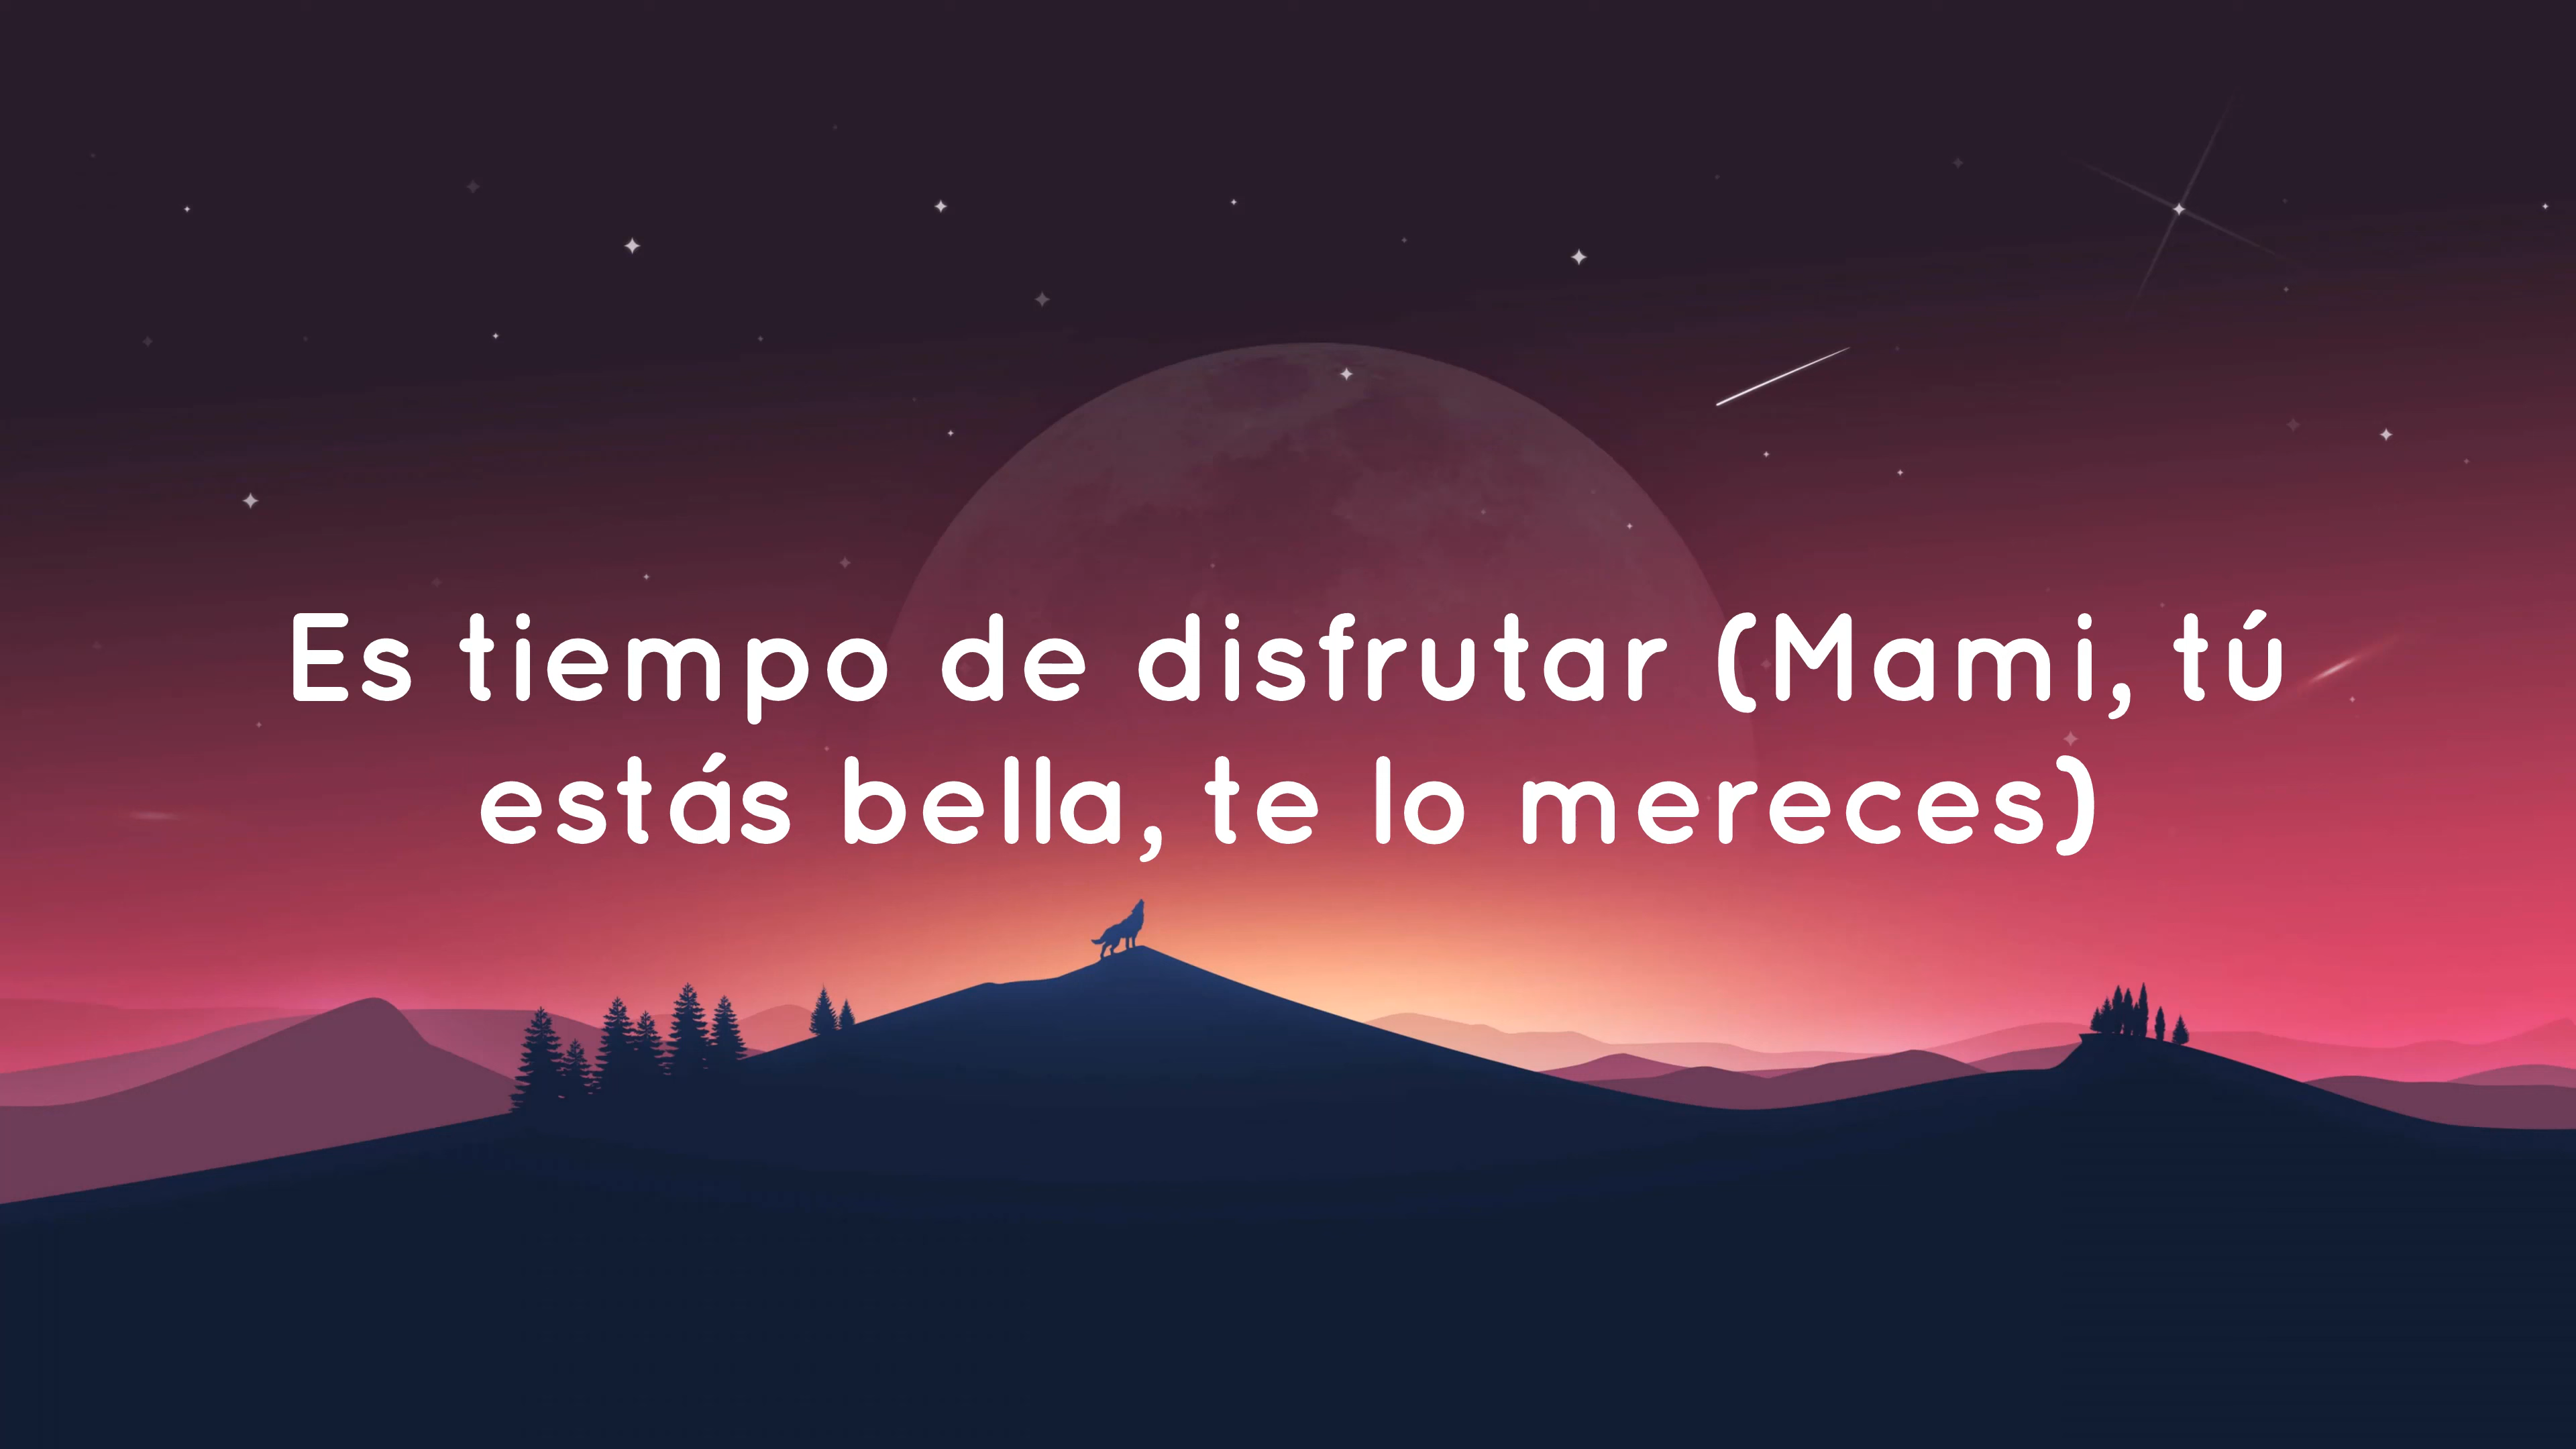 Es tiempo de disfrutar (Mami, tú
estás bella, te lo mereces)